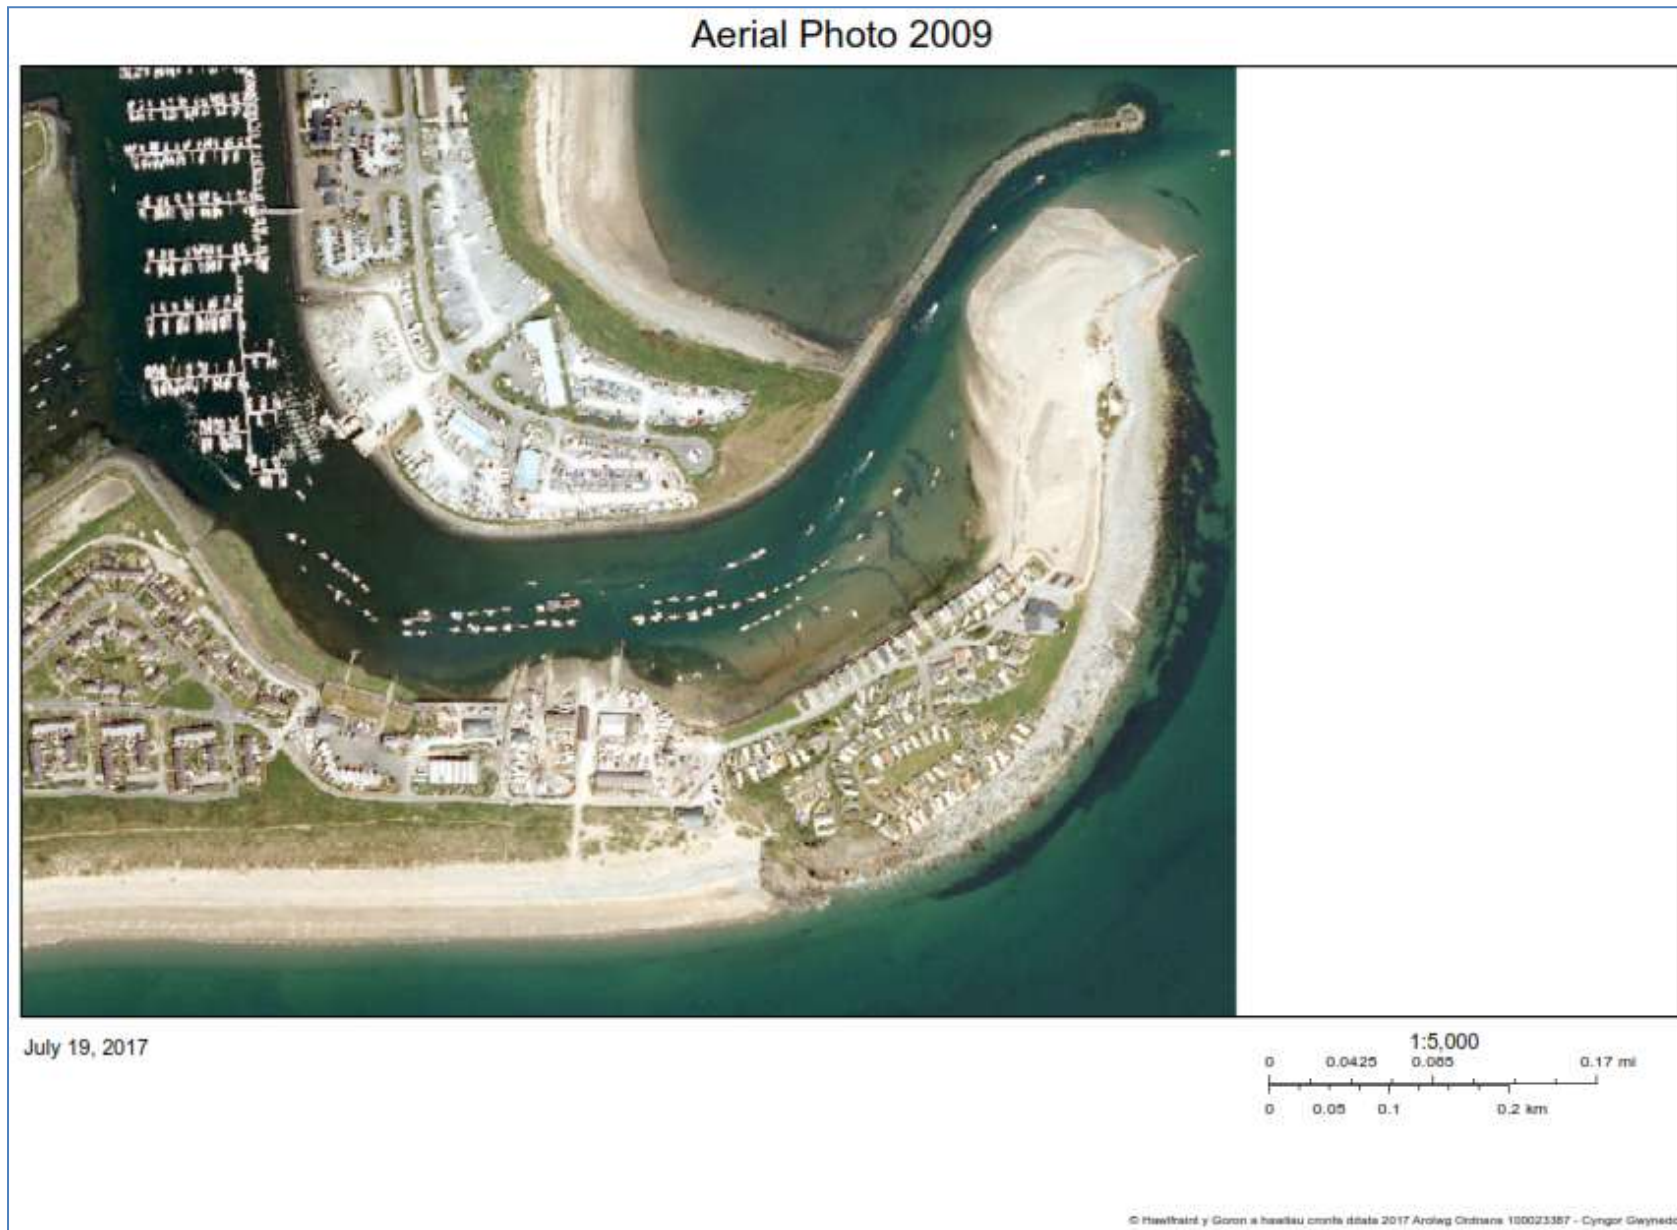 Aerial Photo 2009
July 19, 2017
1:5,000
0 0.0425 0.085 0.17 mi
0 0.05 0.1 0.2 km
© Hawlfraint y Goron a hawliau cronfa ddata 2017 Arolwg Ordnans 100023387 - Cyngor Gwynedd